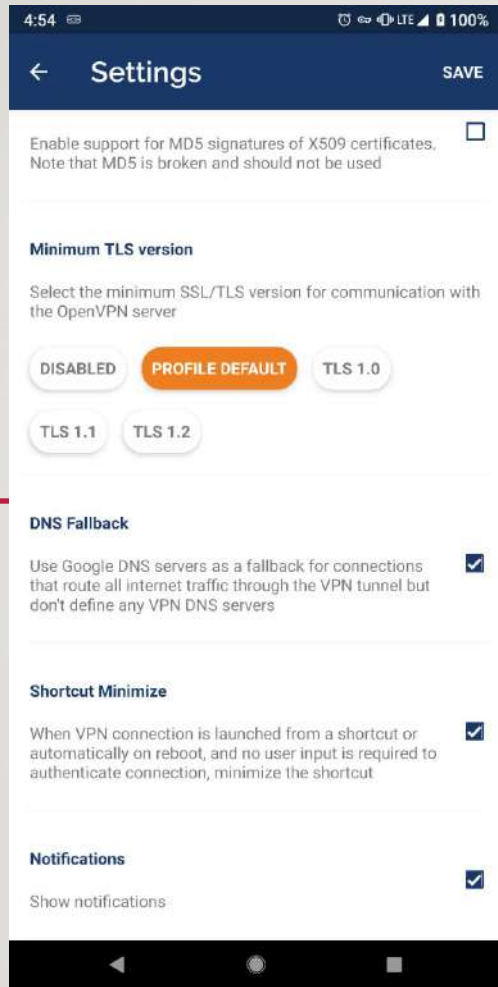 4:54 LTE 100%
Settings SAVE
Enable support for MD5 signatures of X509 certificates.
Note that MD5 is broken and should not be used
Minimum TLS version
Select the minimum SSL/TLS version for communication with
the OpenVPN server
DISABLED PROFILE DEFAULT TLS 1.0
TLS 1.1 TLS 1.2
DNS Fallback
Use Google DNS servers as a fallback for connections
that route all internet traffic through the VPN tunnel but
don't define any VPN DNS servers
Shortcut Minimize
When VPN connection is launched from a shortcut or
automatically on reboot, and no user input is required to
authenticate connection, minimize the shortcut
Notifications
Show notifications